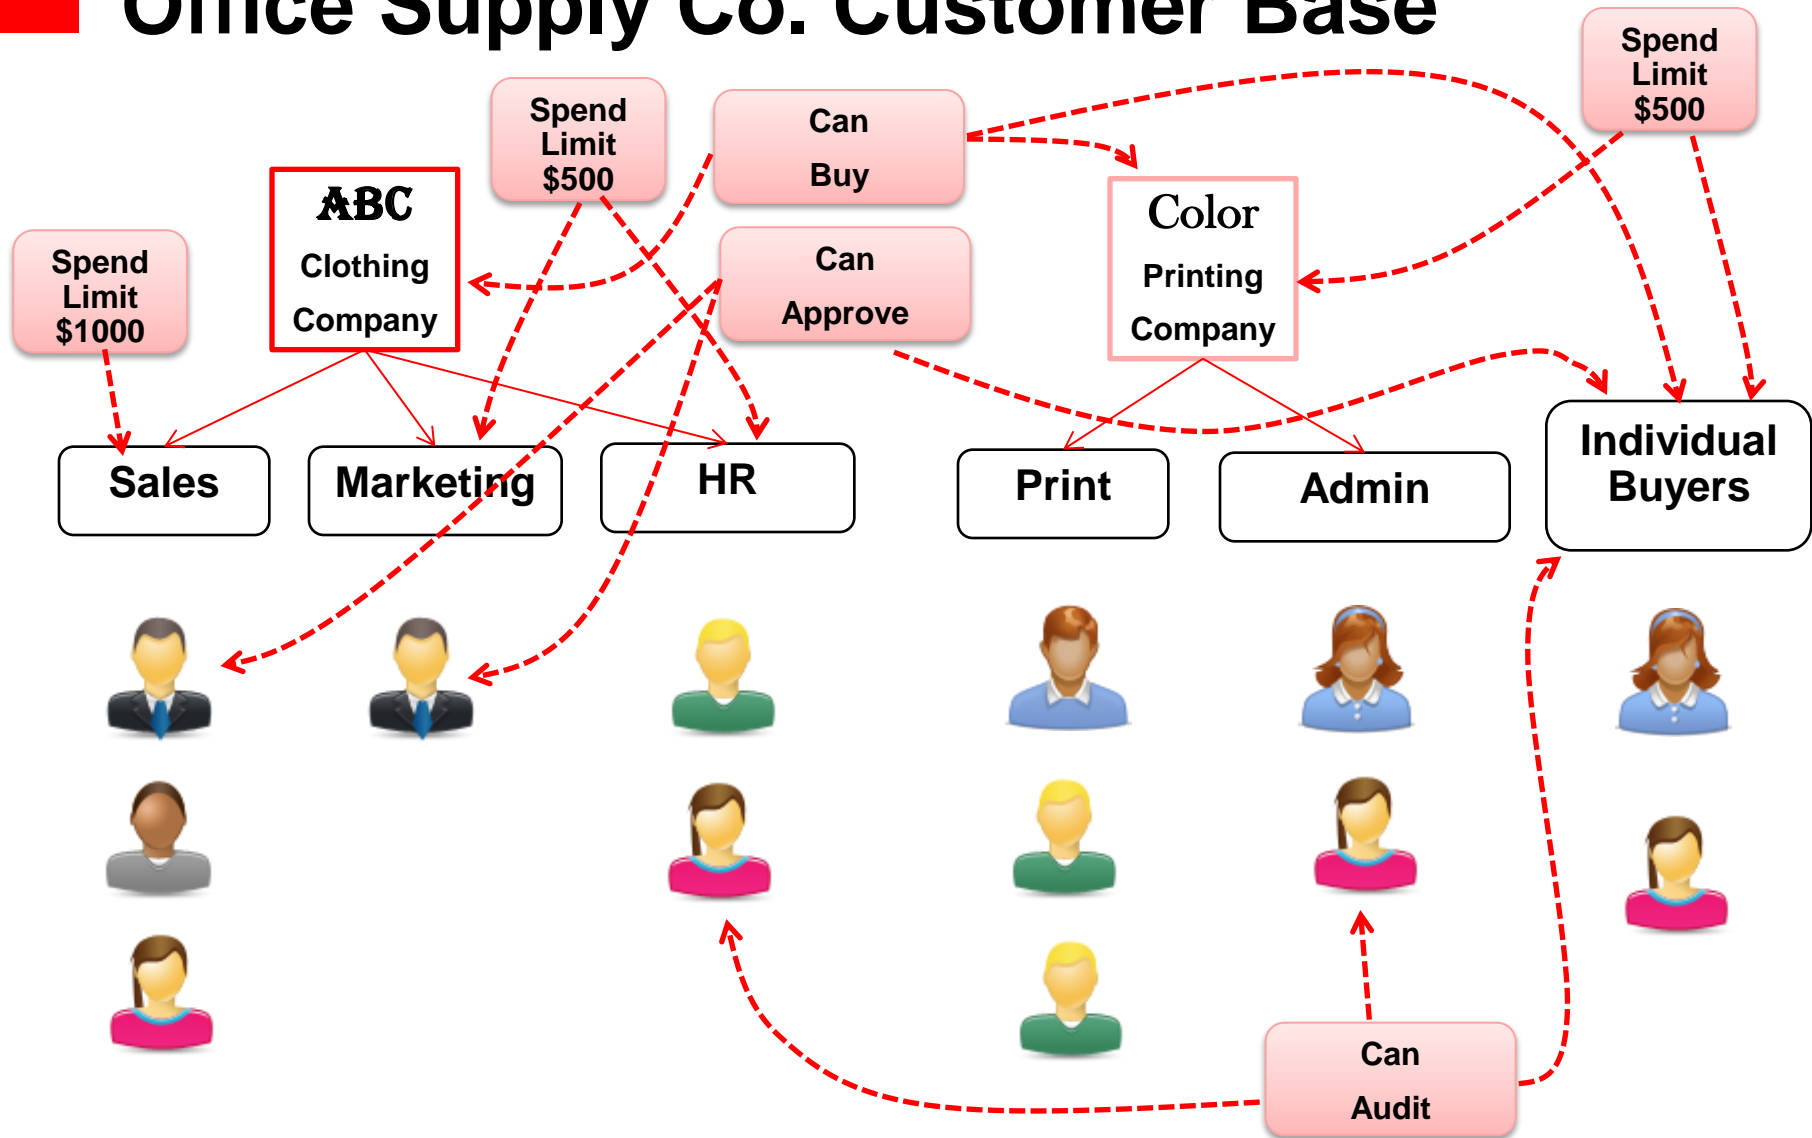 Office Supply Co. Customer Base
Spend
Limit
$500
Can
Buy
Spend
Limit
$500
ABC
Clothing
Company
Color
Printing
Company
Spend
Limit
$1000
Can
Approve
Sales
Marketing
HR
Print
Admin
Individual
Buyers
Can
Audit